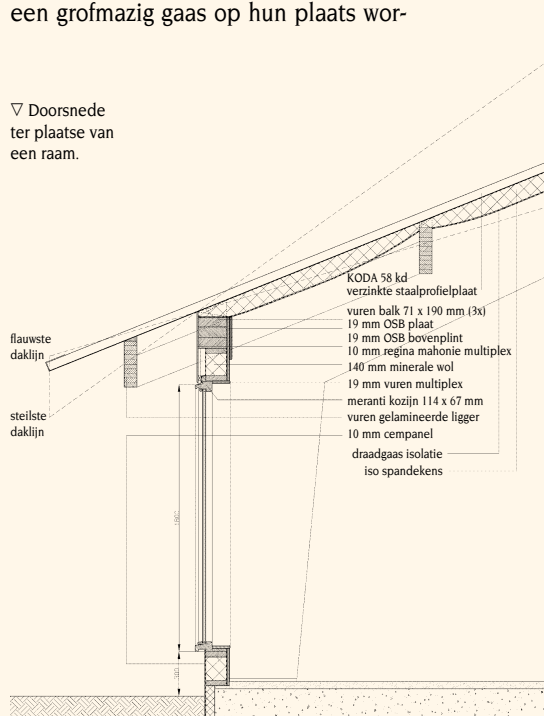 een grofmazig gaas op hun plaats wor-
▽ Doorsnede
ter plaatse van
een raam.
KODA 58 kd
verzinkte staalprofielplaat
vuren balk 71 x 190 mm (3x)
19 mm OSB plaat
19 mm OSB bovenplint
10 mm regina mahonie multiplex
140 mm minerale wol
19 mm vuren multiplex
meranti kozijn 114 x 67 mm
vuren gelamineerde ligger
10 mm cempanel
draadgaas isolatie
iso spandekens
flauwste
daklijn
steilste
daklijn
1800
300